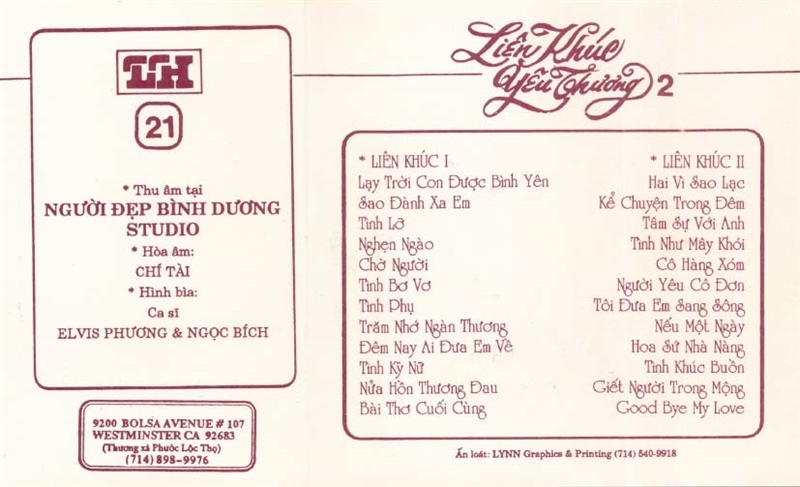 LH
21
* Thu âm tại
NGƯỜI ĐẸP BÌNH DƯƠNG
STUDIO
* Hòa âm:
CHÍ TÀI
* Hình bìa:
Ca sĩ
ELVIS PHƯƠNG & NGỌC BÍCH
9200 BOLSA AVENUE # 107
WESTMINSTER CA 92683
(Thương xá Phước Lộc Thọ)
(714) 898-9976
Liên Khúc
Yêu Thương 2
* LIÊN KHÚC I
Lạy Trời Con Được Bình Yên
Sao Đành Xa Em
Tình Lỡ
Nghẹn Ngào
Chờ Người
Tình Bơ Vơ
Tình Phụ
Trăm Nhớ Ngàn Thương
Đêm Nay Ai Đưa Em Về
Tình Kỹ Nữ
Nửa Hồn Thương Đau
Bài Thơ Cuối Cùng
* LIÊN KHÚC II
Hai Vì Sao Lạc
Kể Chuyện Trong Đêm
Tâm Sự Với Anh
Tình Như Mây Khói
Cô Hàng Xóm
Người Yêu Cô Đơn
Tôi Đưa Em Sang Sông
Nếu Một Ngày
Hoa Sứ Nhà Nàng
Tình Khúc Buồn
Giết Người Trong Mộng
Good Bye My Love
Ấn loát: LYNN Graphics & Printing (714) 540-9918